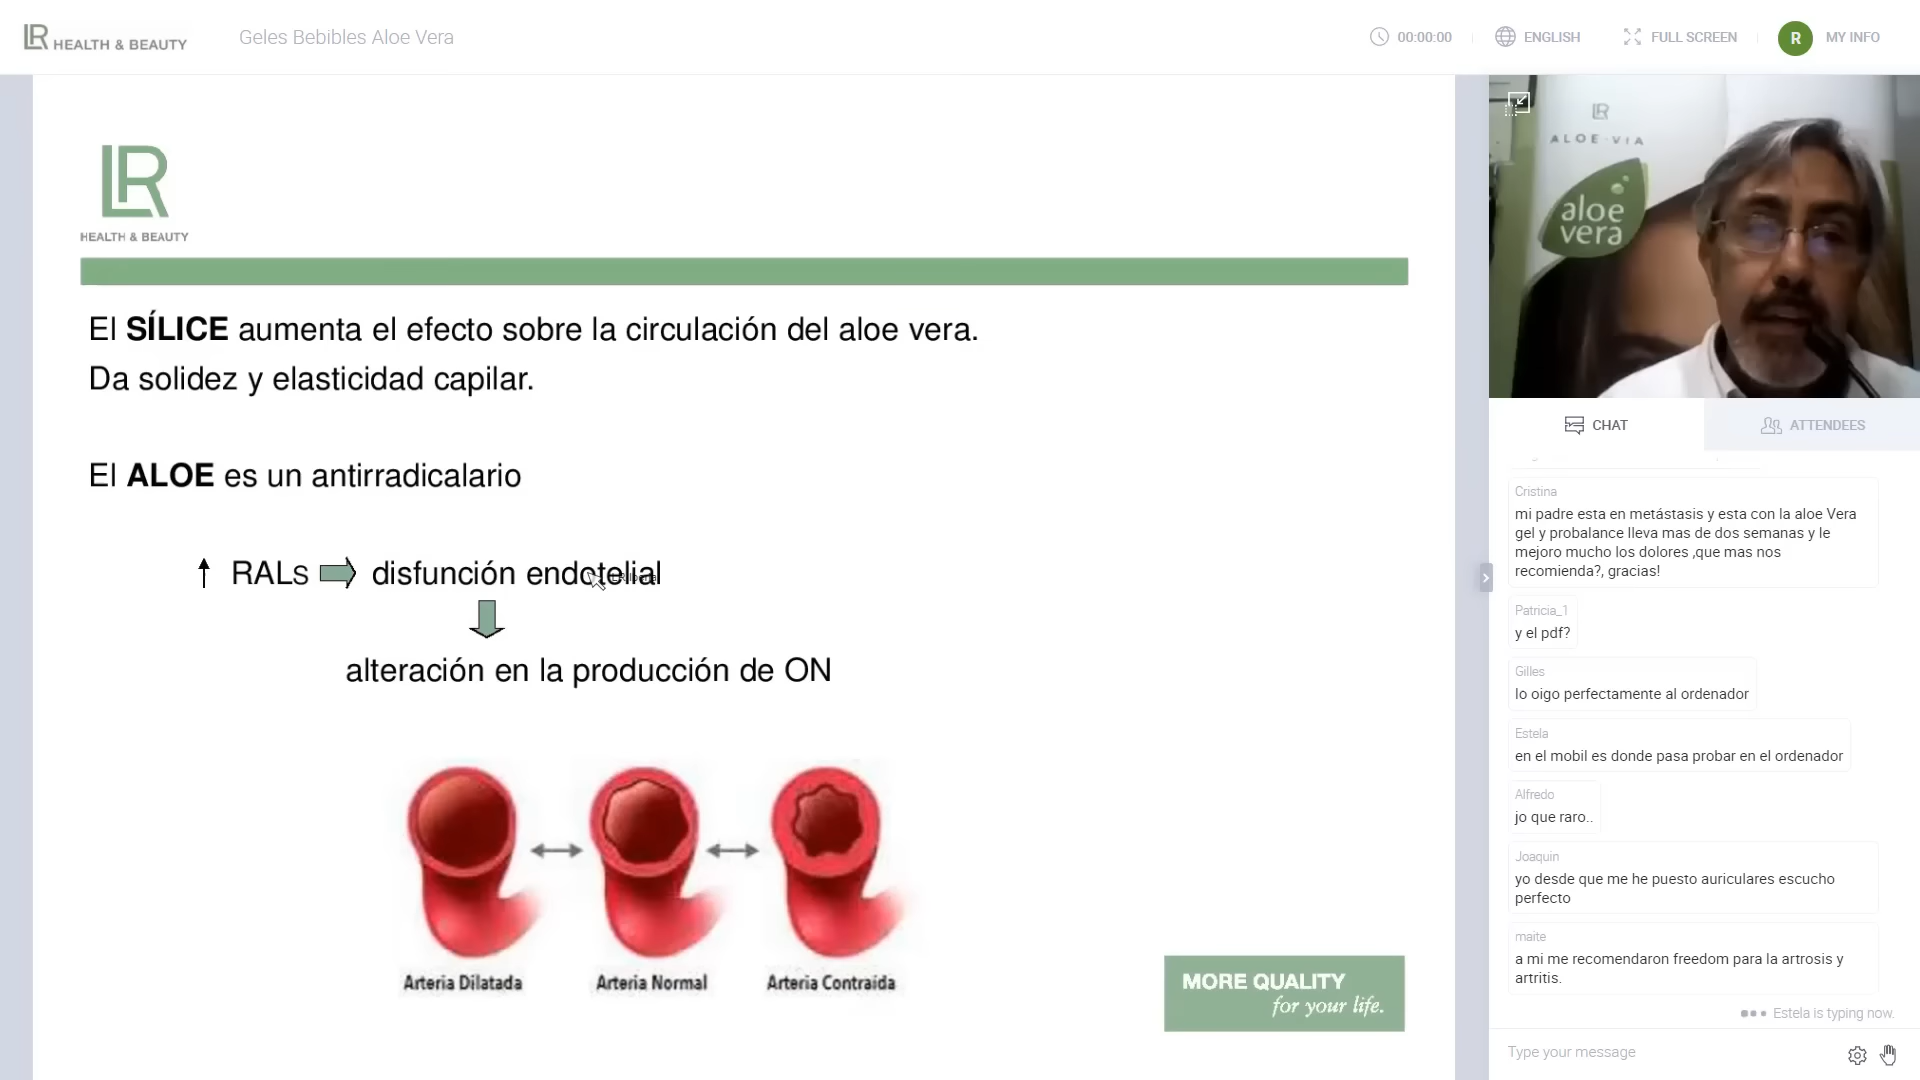 LR HEALTH & BEAUTY
Geles Bebibles Aloe Vera
00:00:00
ENGLISH
FULL SCREEN
R
MY INFO
LR
HEALTH & BEAUTY
El SÍLICE aumenta el efecto sobre la circulación del aloe vera.
Da solidez y elasticidad capilar.
El ALOE es un antirradicalario
RALs
disfunción endotelial
alteración en la producción de ON
Arteria Dilatada
Arteria Normal
Arteria Contraida
MORE QUALITY
for your life.
LR
ALOE VIA
aloe
vera
CHAT
ATTENDEES
Cristina
mi padre esta en metástasis y esta con la aloe Vera
gel y probalance lleva mas de dos semanas y le
mejoro mucho los dolores ,que mas nos
recomienda?, gracias!
Patricia_1
y el pdf?
Gilles
lo oigo perfectamente al ordenador
Estela
en el mobil es donde pasa probar en el ordenador
Alfredo
jo que raro..
Joaquin
yo desde que me he puesto auriculares escucho
perfecto
maite
a mi me recomendaron freedom para la artrosis y
artritis.
Estela is typing now.
Type your message